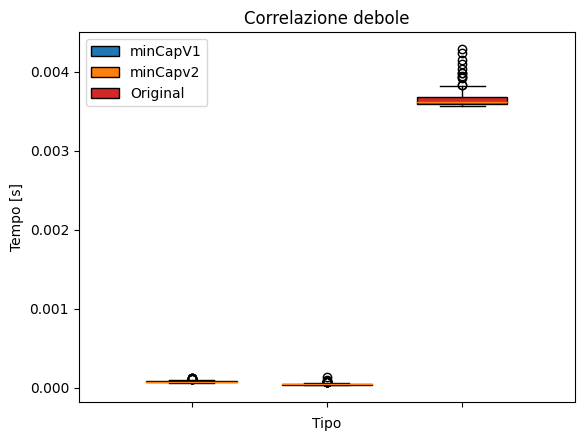 Correlazione debole
minCapV1
minCapv2
Original
0.004
0.003
0.002
0.001
0.000
Tempo [s]
Tipo